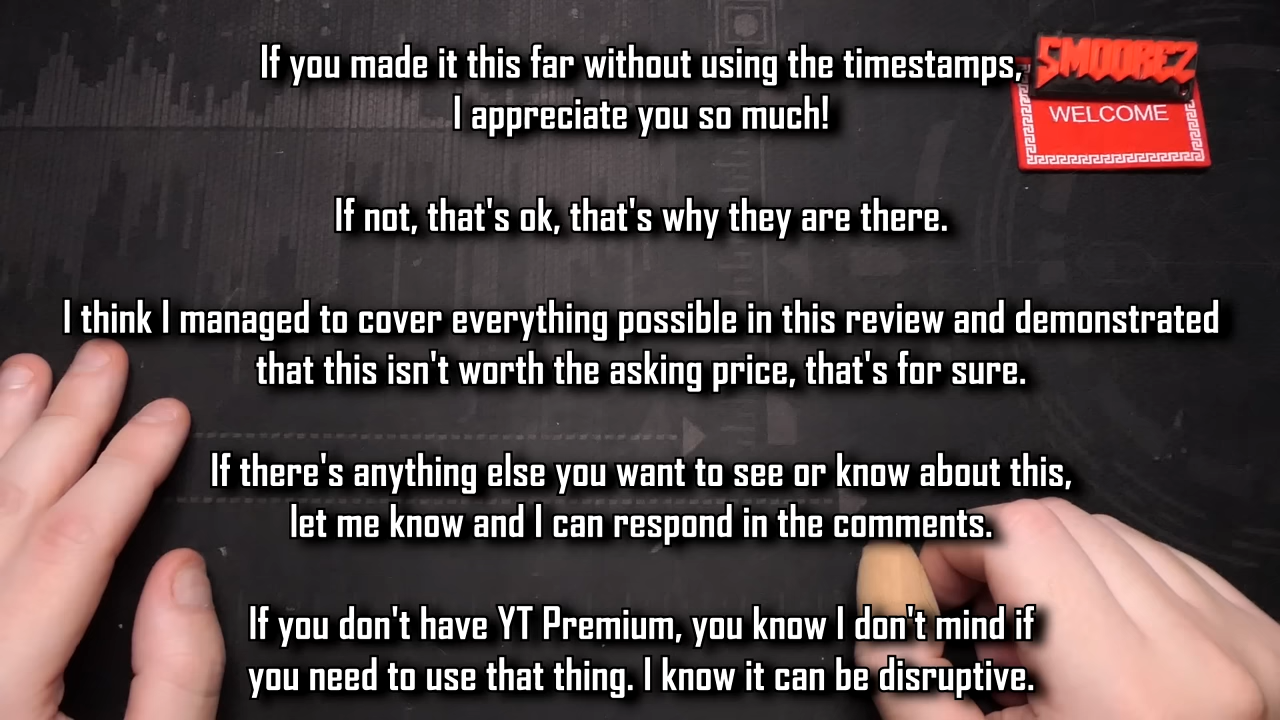 If you made it this far without using the timestamps,
I appreciate you so much!
SMOOREZ
WELCOME
If not, that's ok, that's why they are there.
I think I managed to cover everything possible in this review and demonstrated
that this isn't worth the asking price, that's for sure.
If there's anything else you want to see or know about this,
let me know and I can respond in the comments.
If you don't have YT Premium, you know I don't mind if
you need to use that thing. I know it can be disruptive.